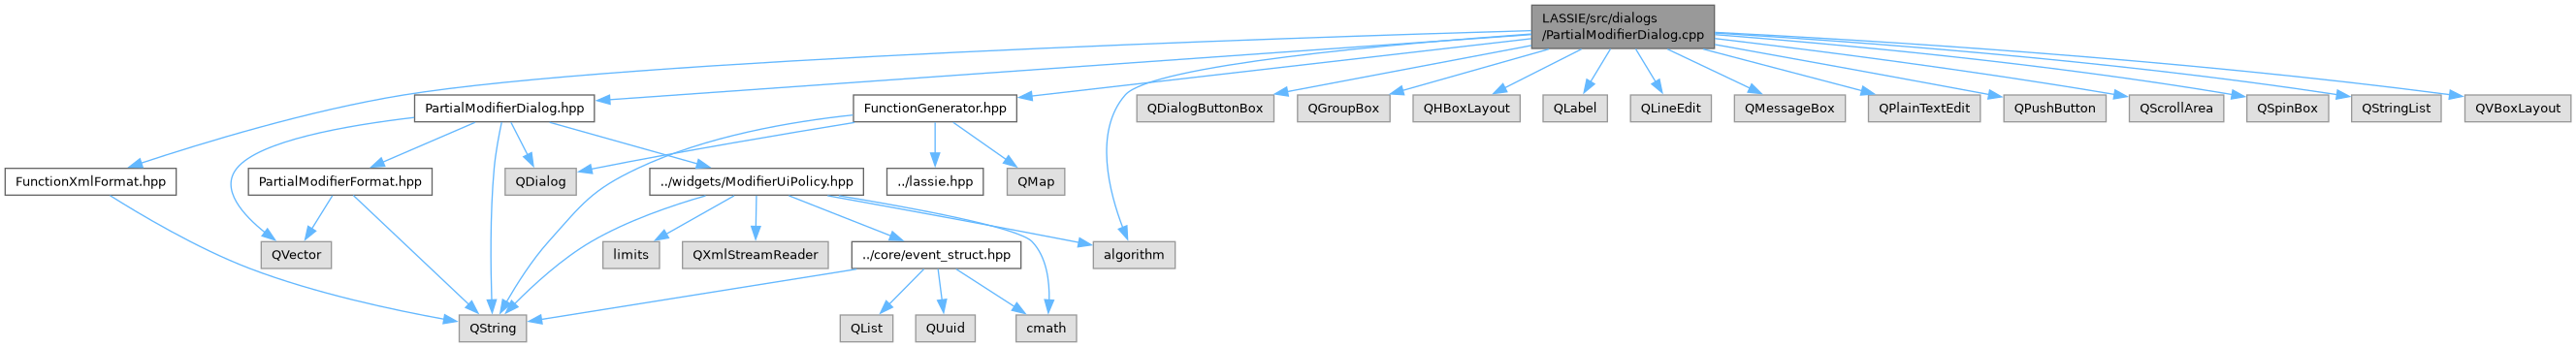 LASSIE/src/dialogs
/PartialModifierDialog.cpp
PartialModifierDialog.hpp
FunctionGenerator.hpp
QDialogButtonBox
QGroupBox
QHBoxLayout
QLabel
QLineEdit
QMessageBox
QPlainTextEdit
QPushButton
QScrollArea
QSpinBox
QStringList
QVBoxLayout
FunctionXmlFormat.hpp
PartialModifierFormat.hpp
QDialog
../widgets/ModifierUiPolicy.hpp
../lassie.hpp
QMap
QVector
limits
QXmlStreamReader
../core/event_struct.hpp
algorithm
QString
QList
QUuid
cmath